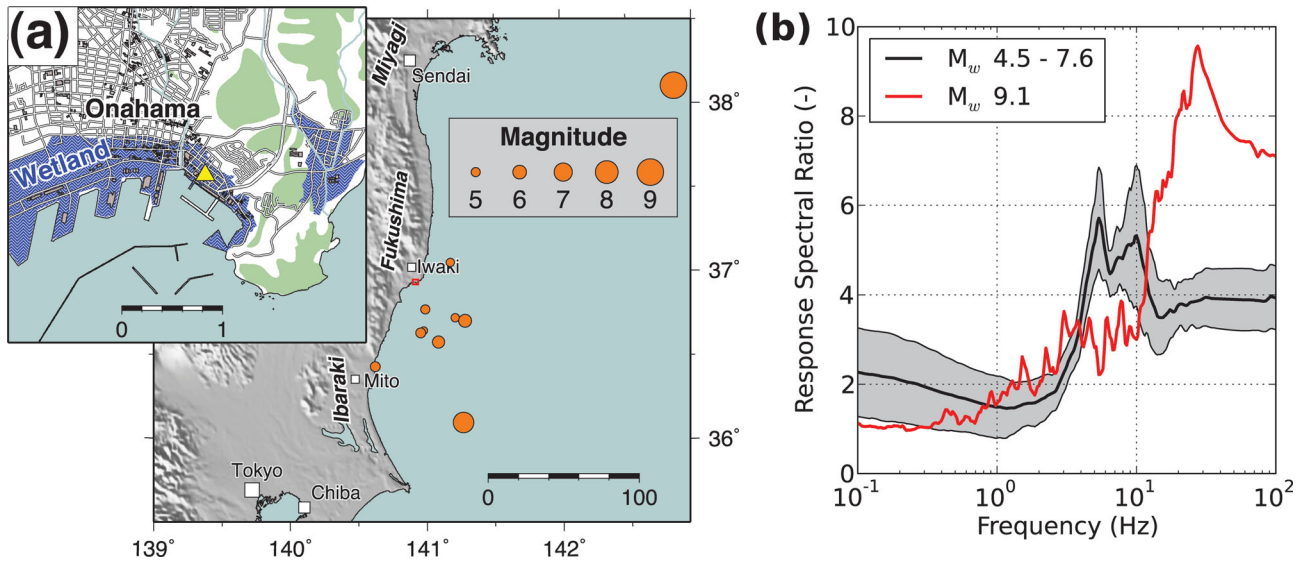 (a)
Onahama
Wetland
0 1
Miyagi
Sendai
Magnitude
5 6 7 8 9
Fukushima
Iwaki
Ibaraki
Mito
Tokyo
Chiba
0 100
38°
37°
36°
139° 140° 141° 142°
(b)
M_w 4.5 - 7.6
M_w 9.1
Response Spectral Ratio (-)
10
8
6
4
2
0
10⁻¹ 10⁰ 10¹ 10²
Frequency (Hz)